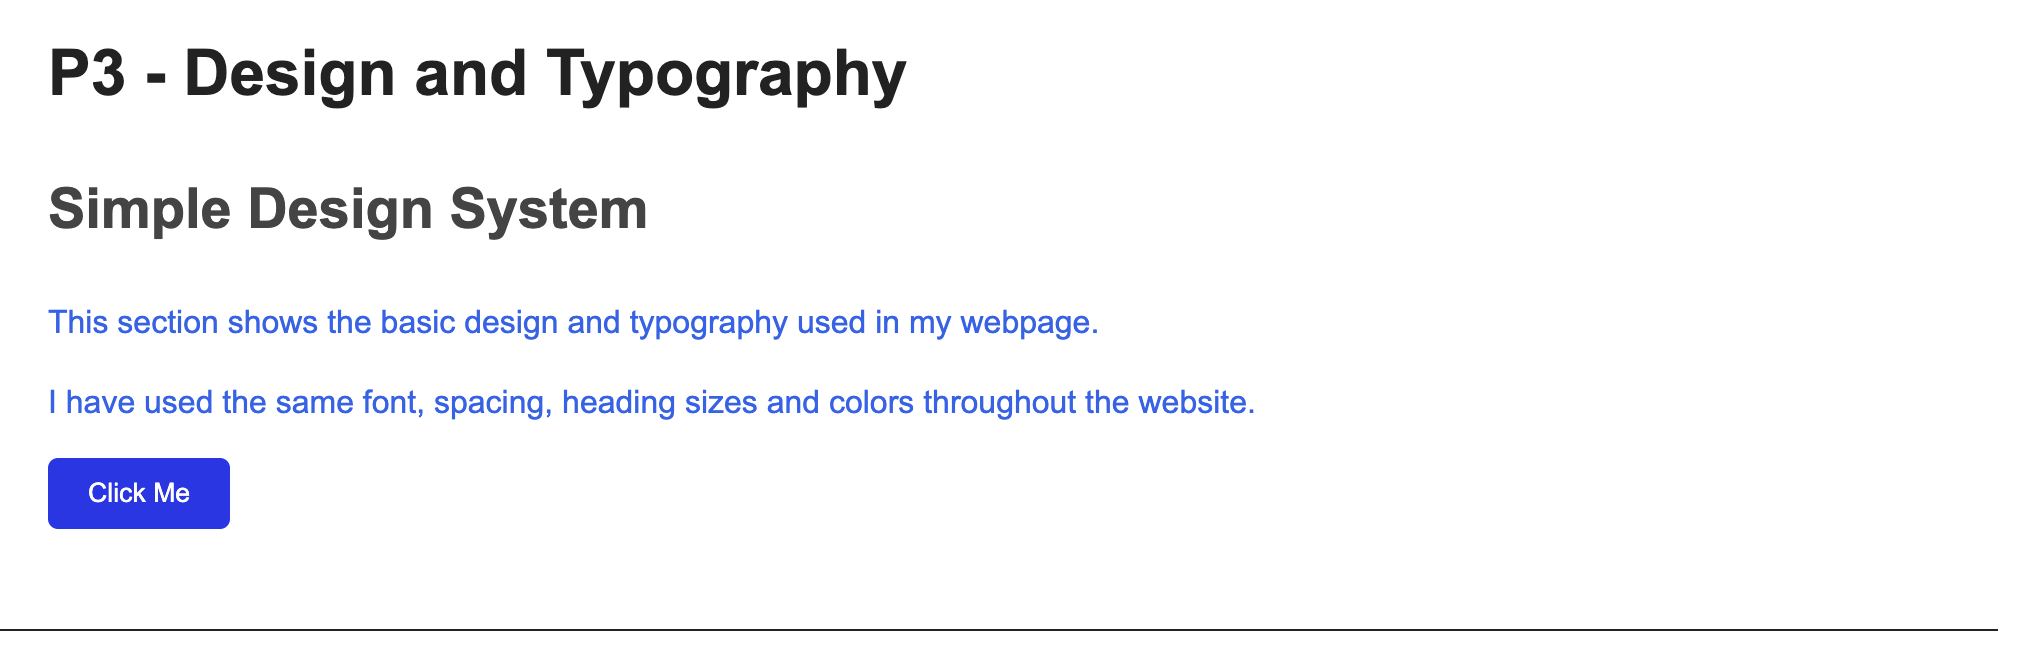 P3 - Design and Typography
Simple Design System
This section shows the basic design and typography used in my webpage.
I have used the same font, spacing, heading sizes and colors throughout the website.
Click Me